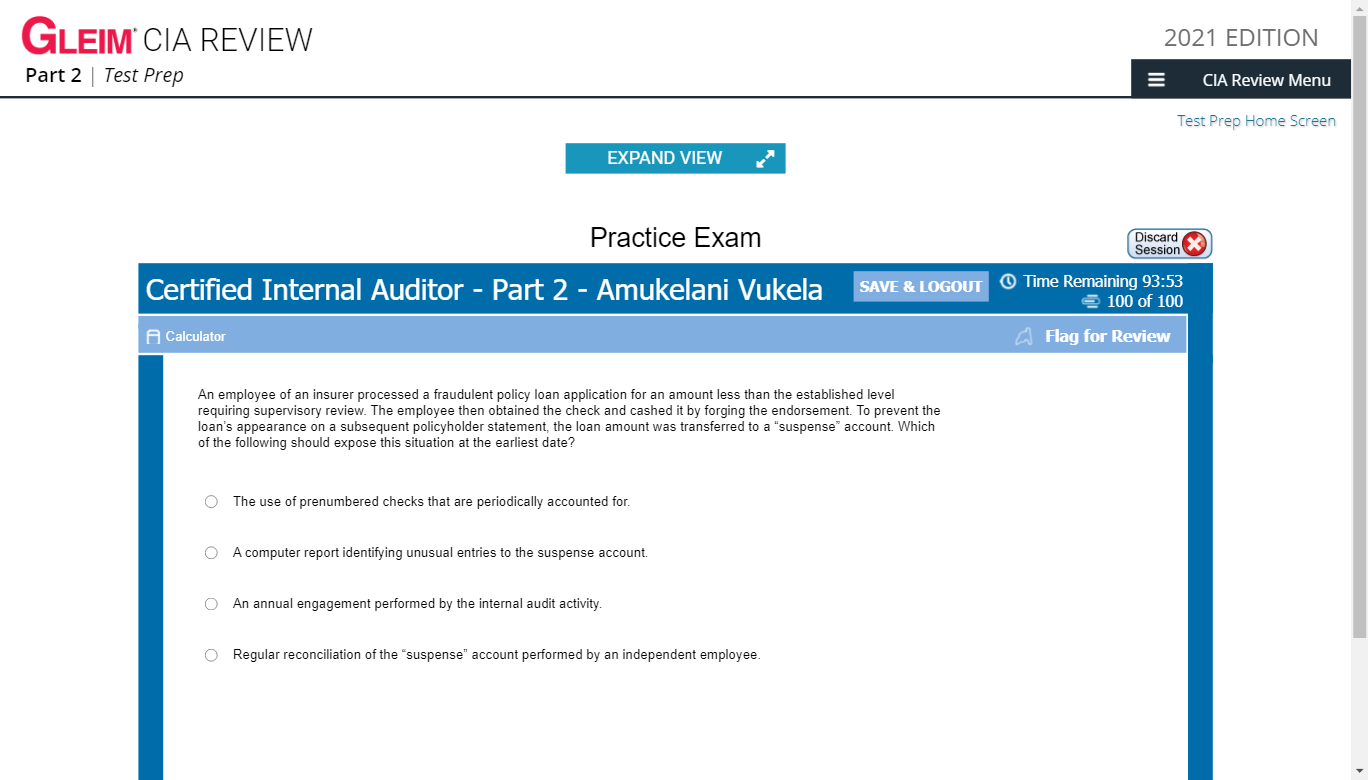 GLEIM® CIA REVIEW
2021 EDITION
Part 2 | Test Prep
CIA Review Menu
Test Prep Home Screen
EXPAND VIEW
Practice Exam
Discard
Session
Certified Internal Auditor - Part 2 - Amukelani Vukela
SAVE & LOGOUT
Time Remaining 93:53
100 of 100
Calculator
Flag for Review
An employee of an insurer processed a fraudulent policy loan application for an amount less than the established level
requiring supervisory review. The employee then obtained the check and cashed it by forging the endorsement. To prevent the
loan’s appearance on a subsequent policyholder statement, the loan amount was transferred to a “suspense” account. Which
of the following should expose this situation at the earliest date?
The use of prenumbered checks that are periodically accounted for.
A computer report identifying unusual entries to the suspense account.
An annual engagement performed by the internal audit activity.
Regular reconciliation of the “suspense” account performed by an independent employee.